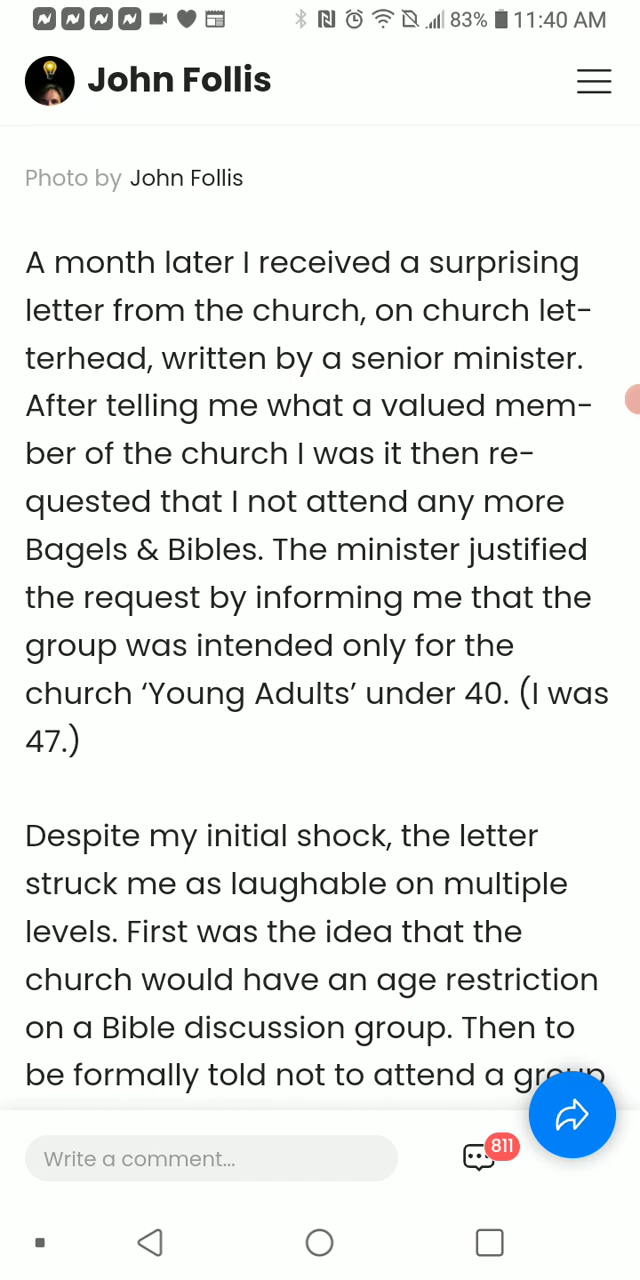 83% 11:40 AM
John Follis
Photo by John Follis
A month later I received a surprising
letter from the church, on church let-
terhead, written by a senior minister.
After telling me what a valued mem-
ber of the church I was it then re-
quested that I not attend any more
Bagels & Bibles. The minister justified
the request by informing me that the
group was intended only for the
church ‘Young Adults’ under 40. (I was
47.)
Despite my initial shock, the letter
struck me as laughable on multiple
levels. First was the idea that the
church would have an age restriction
on a Bible discussion group. Then to
be formally told not to attend a group
Write a comment...
811